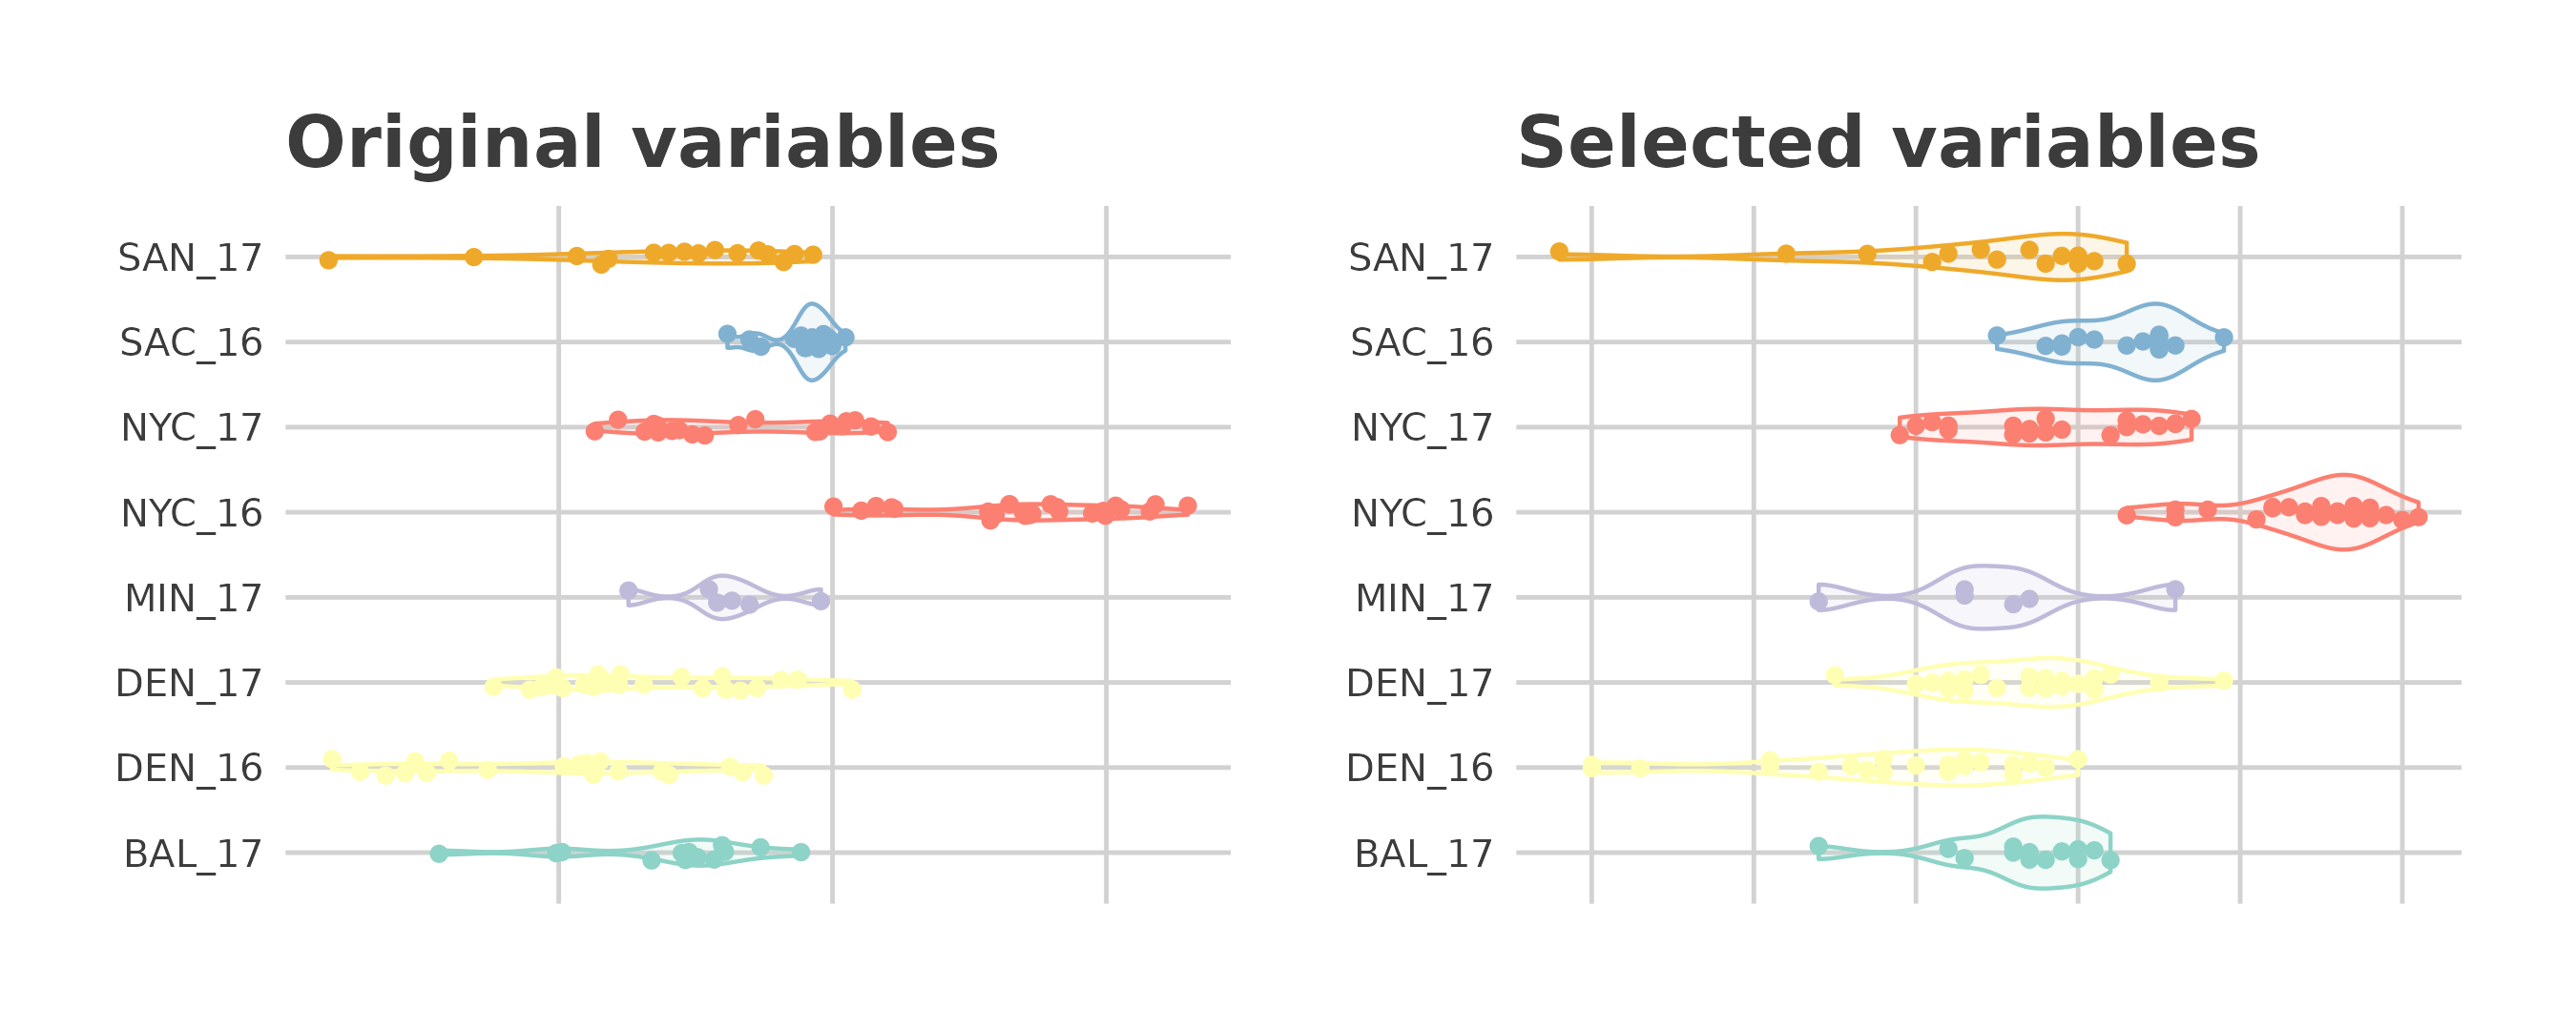 Original variables
SAN_17
SAC_16
NYC_17
NYC_16
MIN_17
DEN_17
DEN_16
BAL_17
Selected variables
SAN_17
SAC_16
NYC_17
NYC_16
MIN_17
DEN_17
DEN_16
BAL_17